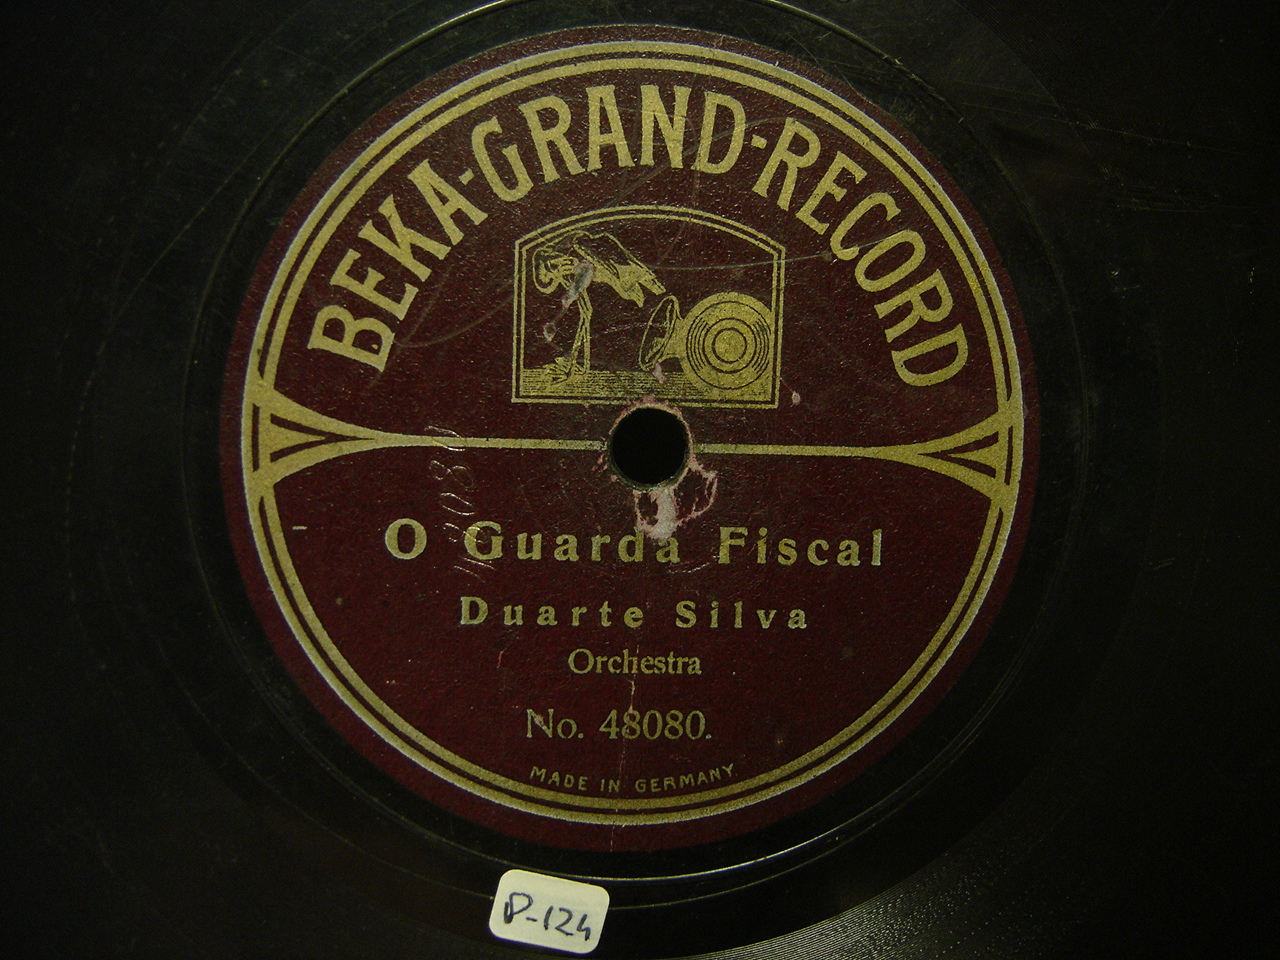 BEKA-GRAND-RECORD
O Guarda Fiscal
Duarte Silva
Orchestra
No. 48080.
MADE IN GERMANY
P-124